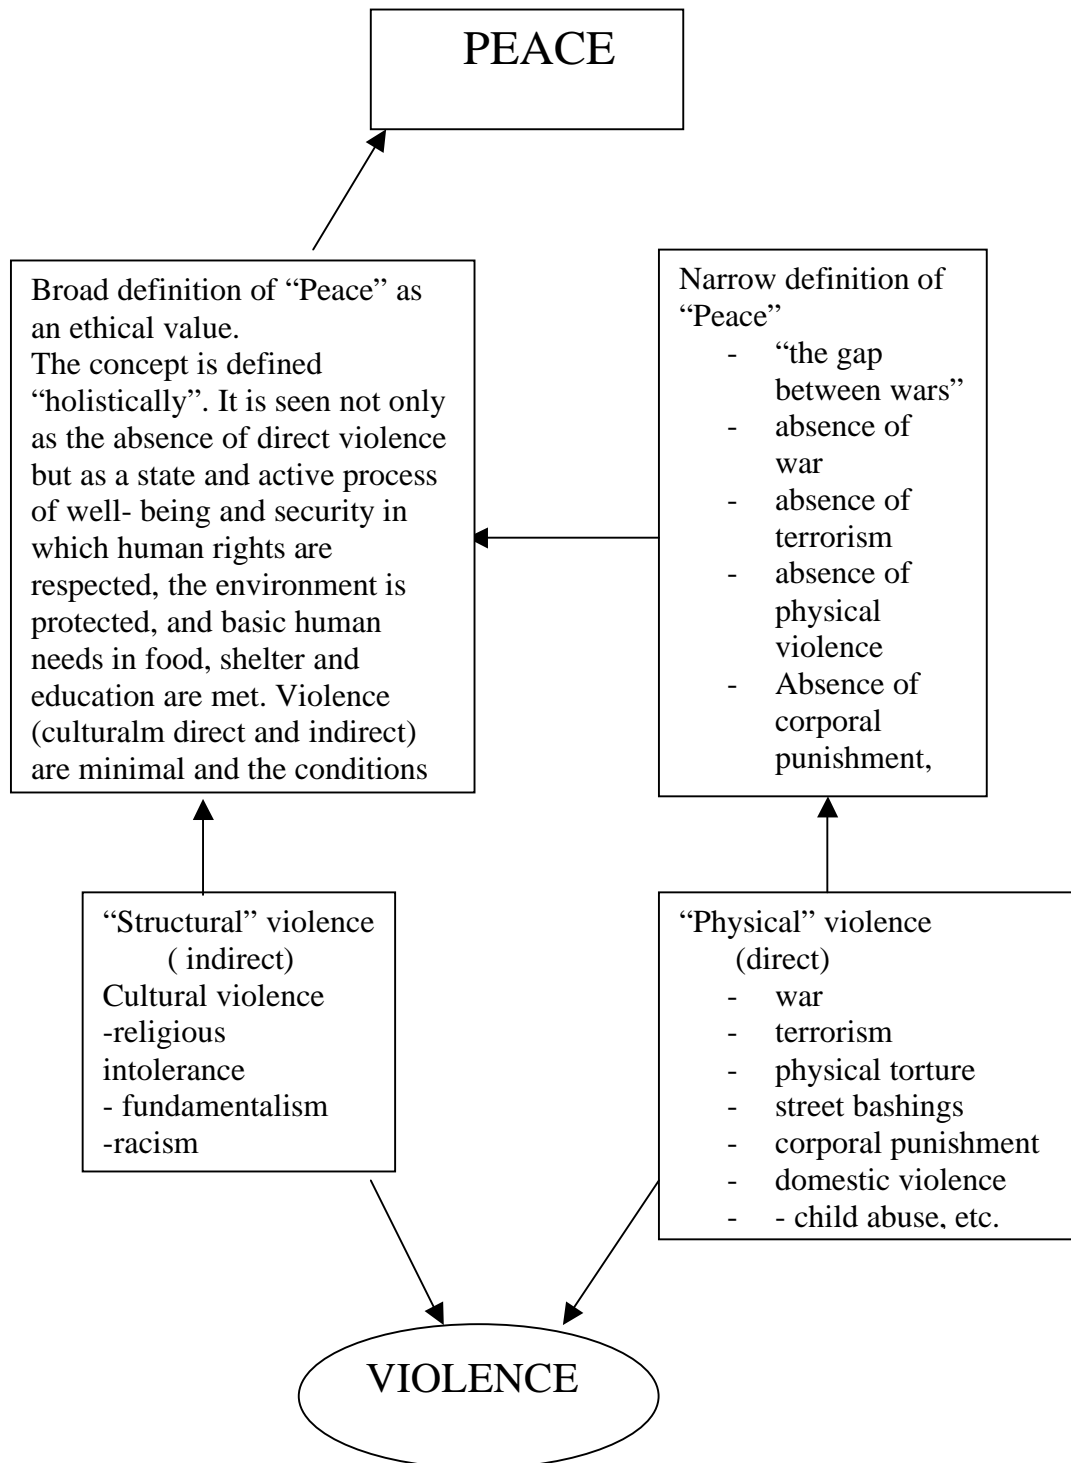 PEACE
Broad definition of “Peace” as
an ethical value.
The concept is defined
“holistically”. It is seen not only
as the absence of direct violence
but as a state and active process
of well- being and security in
which human rights are
respected, the environment is
protected, and basic human
needs in food, shelter and
education are met. Violence
(culturalm direct and indirect)
are minimal and the conditions
Narrow definition of
“Peace”
- “the gap
between wars”
- absence of
war
- absence of
terrorism
- absence of
physical
violence
- Absence of
corporal
punishment,
“Structural” violence
( indirect)
Cultural violence
-religious
intolerance
- fundamentalism
-racism
“Physical” violence
(direct)
- war
- terrorism
- physical torture
- street bashings
- corporal punishment
- domestic violence
- - child abuse, etc.
VIOLENCE